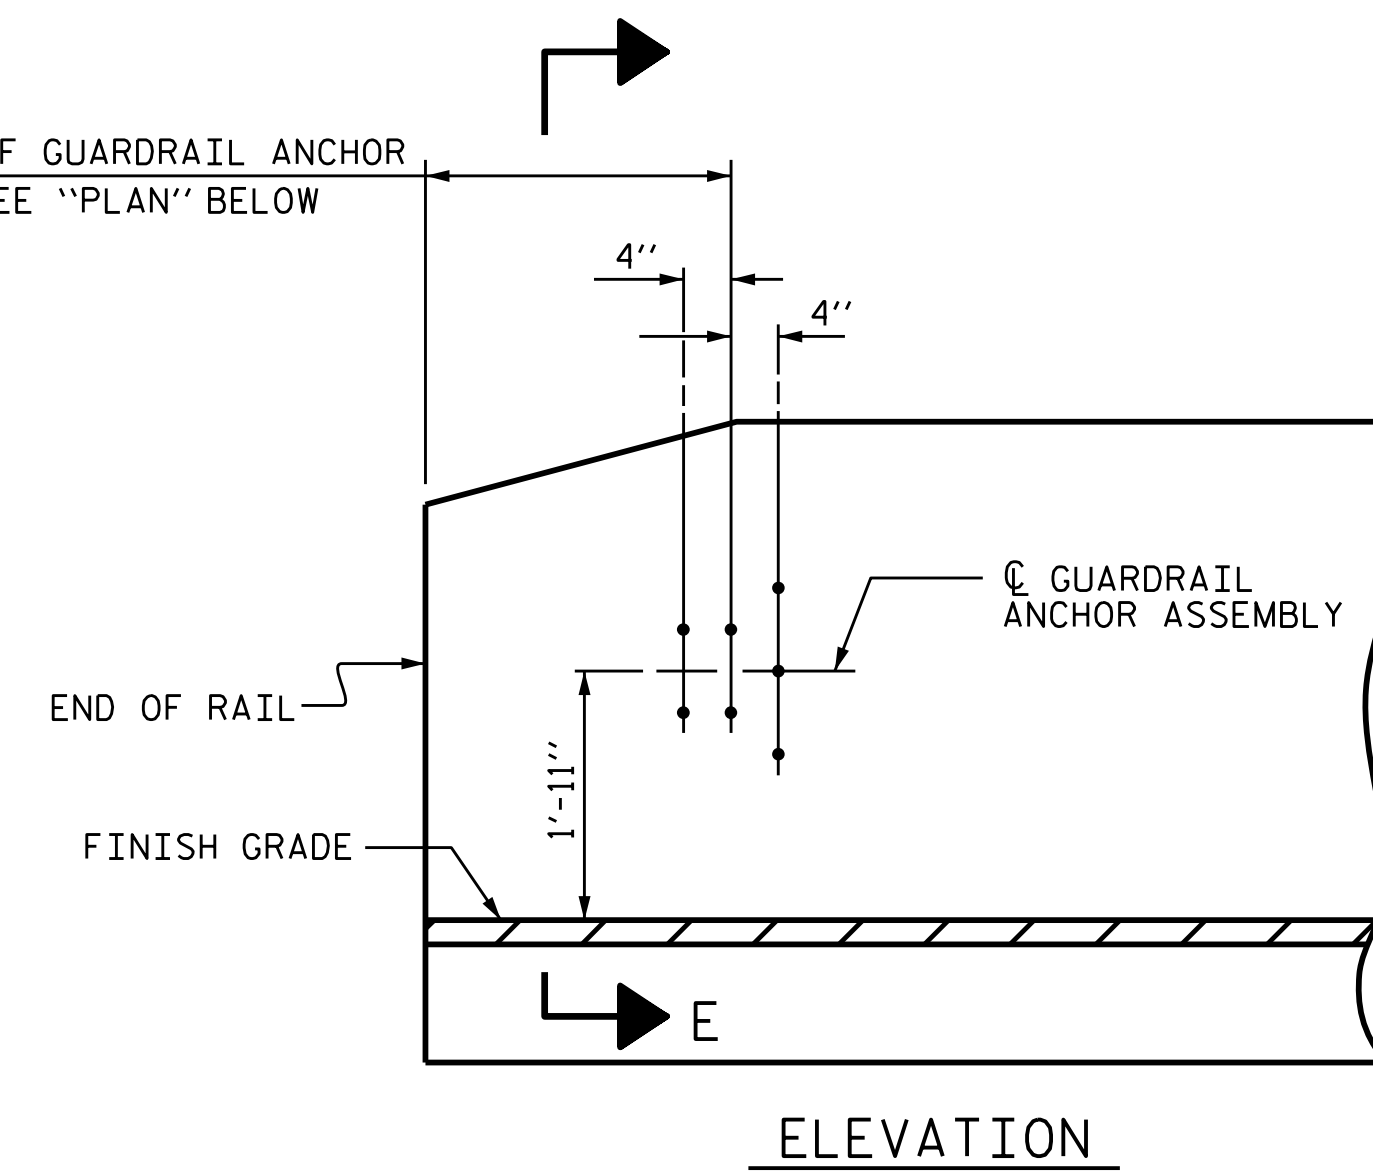 F GUARDRAIL ANCHOR
EE "PLAN" BELOW
4"
4"
℄ GUARDRAIL
ANCHOR ASSEMBLY
END OF RAIL
1'-11"
FINISH GRADE
E
ELEVATION